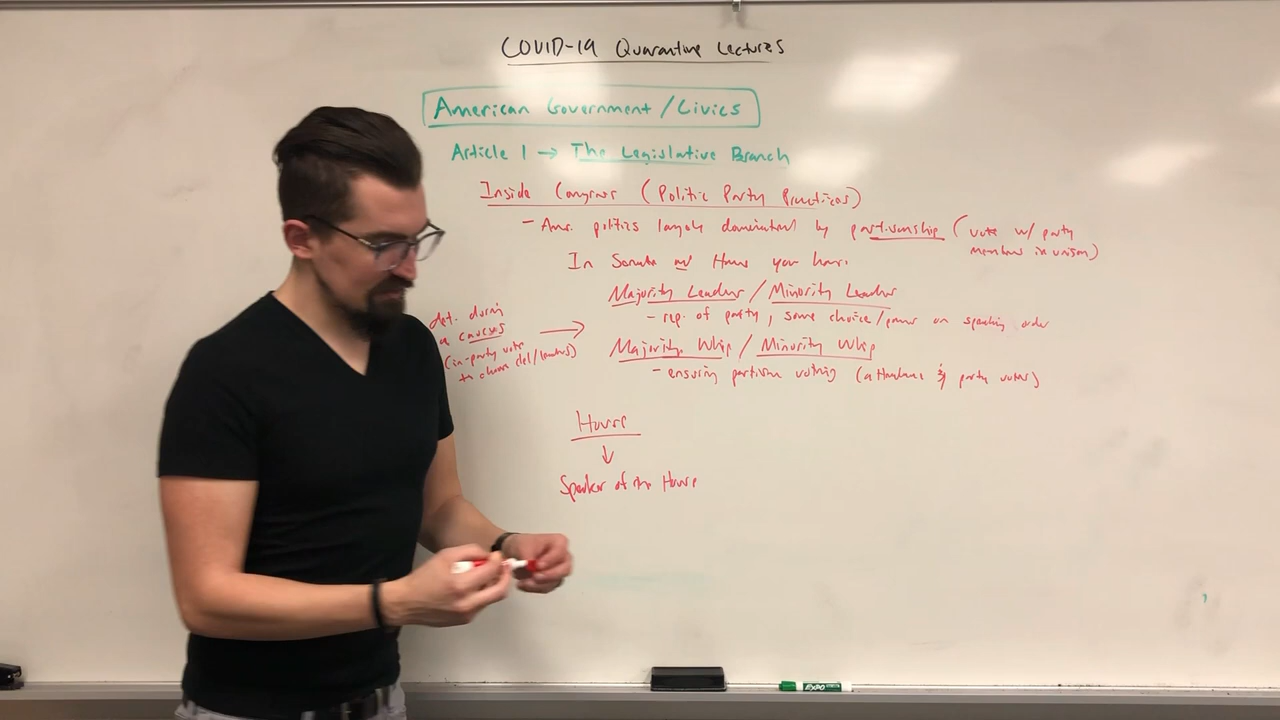 COVID-19 Quarantine Lectures
American Government/Civics
Article 1 → The Legislative Branch
Inside Congress (Politic Party Practices)
- Ame. politics largely dominated by partisanship (vote w/ party
members in unison)
In Senate and House you have:
Majority Leader / Minority Leader
- rep. of party, some choice/power on speaking order
det. during
a caucus
(in-party vote
to choose del/leaders)
→
Majority Whip / Minority Whip
- ensuring partisan voting (attendance & party votes)
House
↓
Speaker of the House
EXPO